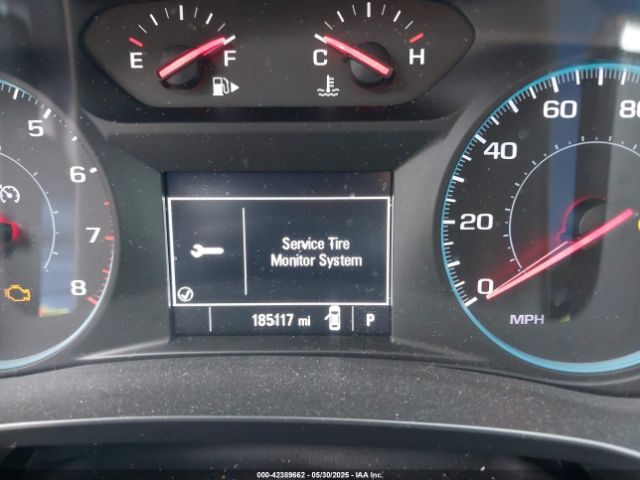 E F C H
5
6
7
8
0
20
40
60
80
MPH
Service Tire
Monitor System
185117 mi P
000-42389662 - 05/30/2025 - IAA Inc.